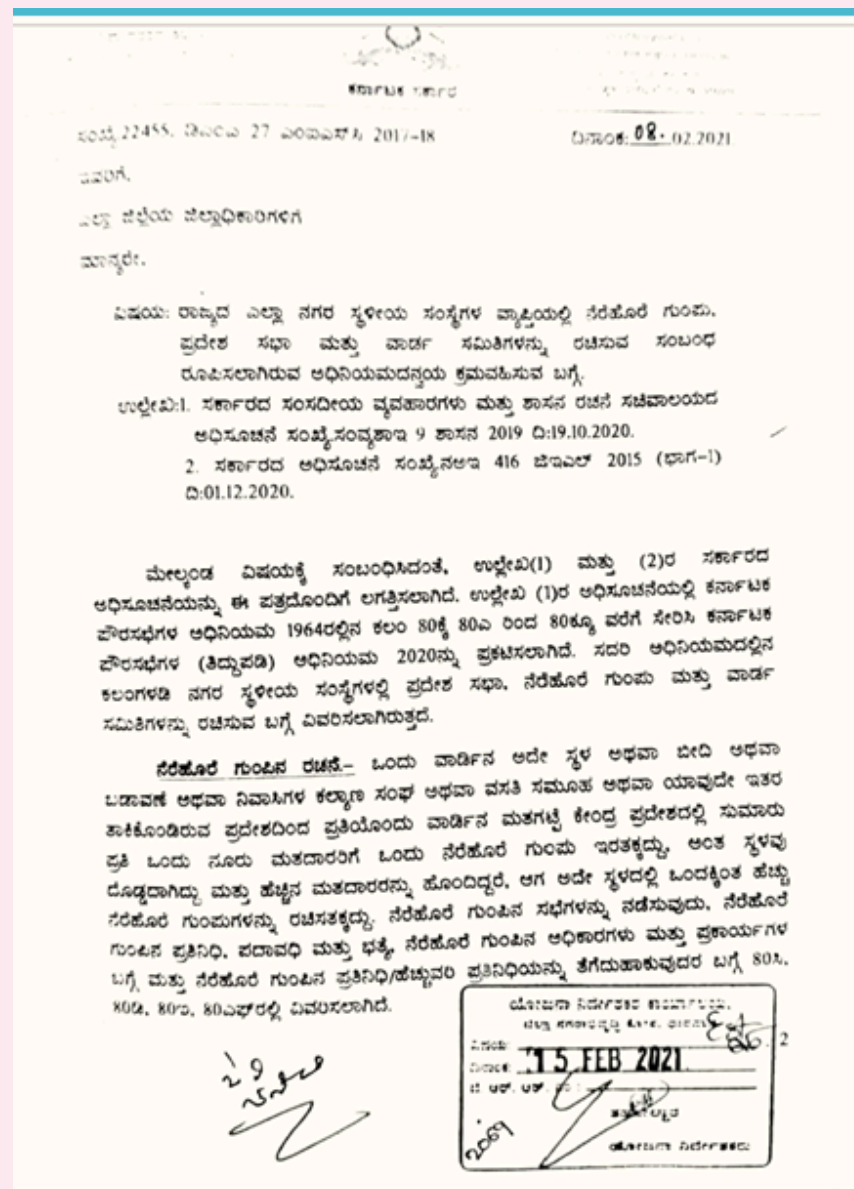 ಕರ್ನಾಟಕ ಸರ್ಕಾರ
ಸಂಖ್ಯೆ 22455, ಡಿಎಂಎ 27 ಎಂಐಎಸ್‌ಸಿ 2017-18 ದಿನಾಂಕ: 08.02.2021
ಇವರಿಗೆ,
ಎಲ್ಲಾ ಜಿಲ್ಲೆಯ ಜಿಲ್ಲಾಧಿಕಾರಿಗಳಿಗೆ
ಮಾನ್ಯರೇ,
ವಿಷಯ: ರಾಜ್ಯದ ಎಲ್ಲಾ ನಗರ ಸ್ಥಳೀಯ ಸಂಸ್ಥೆಗಳ ವ್ಯಾಪ್ತಿಯಲ್ಲಿ ನೆರೆಹೊರೆ ಗುಂಪು,
ಪ್ರದೇಶ ಸಭಾ ಮತ್ತು ವಾರ್ಡ ಸಮಿತಿಗಳನ್ನು ರಚಿಸುವ ಸಂಬಂಧ
ರೂಪಿಸಲಾಗಿರುವ ಅಧಿನಿಯಮದನ್ವಯ ಕ್ರಮವಹಿಸುವ ಬಗ್ಗೆ.
ಉಲ್ಲೇಖ:1. ಸರ್ಕಾರದ ಸಂಸದೀಯ ವ್ಯವಹಾರಗಳು ಮತ್ತು ಶಾಸನ ರಚನೆ ಸಚಿವಾಲಯದ
ಅಧಿಸೂಚನೆ ಸಂಖ್ಯೆ.ಸಂವ್ಯಶಾಇ 9 ಶಾಸನ 2019 ದಿ:19.10.2020.
2. ಸರ್ಕಾರದ ಅಧಿಸೂಚನೆ ಸಂಖ್ಯೆ.ನಅಇ 416 ಜಿಇಎಲ್ 2015 (ಭಾಗ-1)
ದಿ:01.12.2020.
ಮೇಲ್ಕಂಡ ವಿಷಯಕ್ಕೆ ಸಂಬಂಧಿಸಿದಂತೆ, ಉಲ್ಲೇಖ(1) ಮತ್ತು (2)ರ ಸರ್ಕಾರದ
ಅಧಿಸೂಚನೆಯನ್ನು ಈ ಪತ್ರದೊಂದಿಗೆ ಲಗತ್ತಿಸಲಾಗಿದೆ. ಉಲ್ಲೇಖ (1)ರ ಅಧಿಸೂಚನೆಯಲ್ಲಿ ಕರ್ನಾಟಕ
ಪೌರಸಭೆಗಳ ಅಧಿನಿಯಮ 1964ರಲ್ಲಿನ ಕಲಂ 80ಕ್ಕೆ 80ಎ ರಿಂದ 80ಕ್ಯೂ ವರೆಗೆ ಸೇರಿಸಿ ಕರ್ನಾಟಕ
ಪೌರಸಭೆಗಳ (ತಿದ್ದುಪಡಿ) ಅಧಿನಿಯಮ 2020ನ್ನು ಪ್ರಕಟಿಸಲಾಗಿದೆ. ಸದರಿ ಅಧಿನಿಯಮದಲ್ಲಿನ
ಕಲಂಗಳಡಿ ನಗರ ಸ್ಥಳೀಯ ಸಂಸ್ಥೆಗಳಲ್ಲಿ ಪ್ರದೇಶ ಸಭಾ, ನೆರೆಹೊರೆ ಗುಂಪು ಮತ್ತು ವಾರ್ಡ
ಸಮಿತಿಗಳನ್ನು ರಚಿಸುವ ಬಗ್ಗೆ ವಿವರಿಸಲಾಗಿರುತ್ತದೆ.
ನೆರೆಹೊರೆ ಗುಂಪಿನ ರಚನೆ.– ಒಂದು ವಾರ್ಡಿನ ಅದೇ ಸ್ಥಳ ಅಥವಾ ಬೀದಿ ಅಥವಾ
ಬಡಾವಣೆ ಅಥವಾ ನಿವಾಸಿಗಳ ಕಲ್ಯಾಣ ಸಂಘ ಅಥವಾ ವಸತಿ ಸಮೂಹ ಅಥವಾ ಯಾವುದೇ ಇತರ
ತಾಕಿಕೊಂಡಿರುವ ಪ್ರದೇಶದಿಂದ ಪ್ರತಿಯೊಂದು ವಾರ್ಡಿನ ಮತಗಟ್ಟೆ ಕೇಂದ್ರ ಪ್ರದೇಶದಲ್ಲಿ ಸುಮಾರು
ಪ್ರತಿ ಒಂದು ನೂರು ಮತದಾರರಿಗೆ ಒಂದು ನೆರೆಹೊರೆ ಗುಂಪು ಇರತಕ್ಕದ್ದು, ಅಂತ ಸ್ಥಳವು
ದೊಡ್ಡದಾಗಿದ್ದು ಮತ್ತು ಹೆಚ್ಚಿನ ಮತದಾರರನ್ನು ಹೊಂದಿದ್ದರೆ, ಆಗ ಅದೇ ಸ್ಥಳದಲ್ಲಿ ಒಂದಕ್ಕಿಂತ ಹೆಚ್ಚು
ನೆರೆಹೊರೆ ಗುಂಪುಗಳನ್ನು ರಚಿಸತಕ್ಕದ್ದು. ನೆರೆಹೊರೆ ಗುಂಪಿನ ಸಭೆಗಳನ್ನು ನಡೆಸುವುದು, ನೆರೆಹೊರೆ
ಗುಂಪಿನ ಪ್ರತಿನಿಧಿ, ಪದಾವಧಿ ಮತ್ತು ಭತ್ಯೆ, ನೆರೆಹೊರೆ ಗುಂಪಿನ ಅಧಿಕಾರಗಳು ಮತ್ತು ಪ್ರಕಾರ್ಯಗಳ
ಬಗ್ಗೆ ಮತ್ತು ನೆರೆಹೊರೆ ಗುಂಪಿನ ಪ್ರತಿನಿಧಿ/ಹೆಚ್ಚುವರಿ ಪ್ರತಿನಿಧಿಯನ್ನು ತೆಗೆದುಹಾಕುವುದರ ಬಗ್ಗೆ 80ಸಿ,
80ಡಿ, 80ಇ, 80ಎಫ್‌ರಲ್ಲಿ ವಿವರಿಸಲಾಗಿದೆ.
ಯೋಜನಾ ನಿರ್ದೇಶಕರ ಕಾರ್ಯಾಲಯ,
ಜಿಲ್ಲಾ ನಗರಾಭಿವೃದ್ಧಿ ಕೋಶ,
2
ದಿನಾಂಕ 15 FEB 2021
ಯೋಜನಾ ನಿರ್ದೇಶಕರು
2069